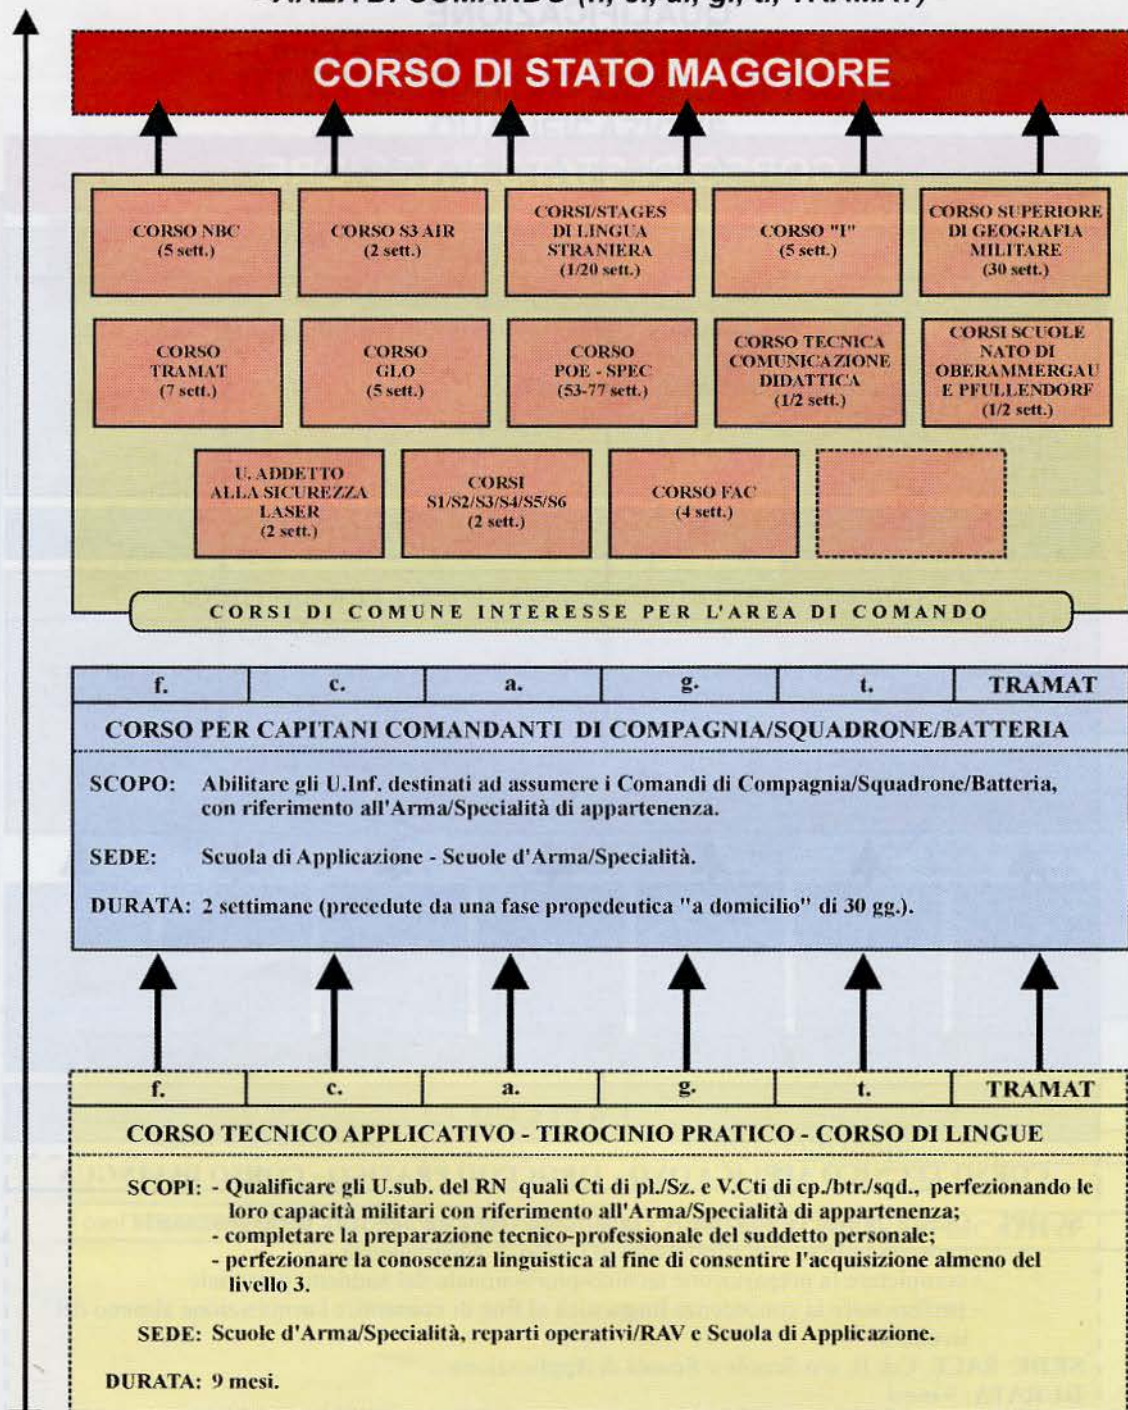 CORSO DI STATO MAGGIORE
CORSO NBC
(5 sett.)
CORSO S3 AIR
(2 sett.)
CORSI/STAGES
DI LINGUA
STRANIERA
(1/20 sett.)
CORSO "I"
(5 sett.)
CORSO SUPERIORE
DI GEOGRAFIA
MILITARE
(30 sett.)
CORSO
TRAMAT
(7 sett.)
CORSO
GLO
(5 sett.)
CORSO
POE - SPEC
(53-77 sett.)
CORSO TECNICA
COMUNICAZIONE
DIDATTICA
(1/2 sett.)
CORSI SCUOLE
NATO DI
OBERAMMERGAU
E PFULLENDORF
(1/2 sett.)
U. ADDETTO
ALLA SICUREZZA
LASER
(2 sett.)
CORSI
S1/S2/S3/S4/S5/S6
(2 sett.)
CORSO FAC
(4 sett.)
CORSI DI COMUNE INTERESSE PER L'AREA DI COMANDO
f. c. a. g. t. TRAMAT
CORSO PER CAPITANI COMANDANTI DI COMPAGNIA/SQUADRONE/BATTERIA
SCOPO: Abilitare gli U.Inf. destinati ad assumere i Comandi di Compagnia/Squadrone/Batteria,
con riferimento all'Arma/Specialità di appartenenza.
SEDE: Scuola di Applicazione - Scuole d'Arma/Specialità.
DURATA: 2 settimane (precedute da una fase propedeutica "a domicilio" di 30 gg.).
f. c. a. g. t. TRAMAT
CORSO TECNICO APPLICATIVO - TIROCINIO PRATICO - CORSO DI LINGUE
SCOPI: - Qualificare gli U.sub. del RN quali Cti di pl./Sz. e V.Cti di cp./btr./sqd., perfezionando le
loro capacità militari con riferimento all'Arma/Specialità di appartenenza;
- completare la preparazione tecnico-professionale del suddetto personale;
- perfezionare la conoscenza linguistica al fine di consentire l'acquisizione almeno del
livello 3.
SEDE: Scuole d'Arma/Specialità, reparti operativi/RAV e Scuola di Applicazione.
DURATA: 9 mesi.